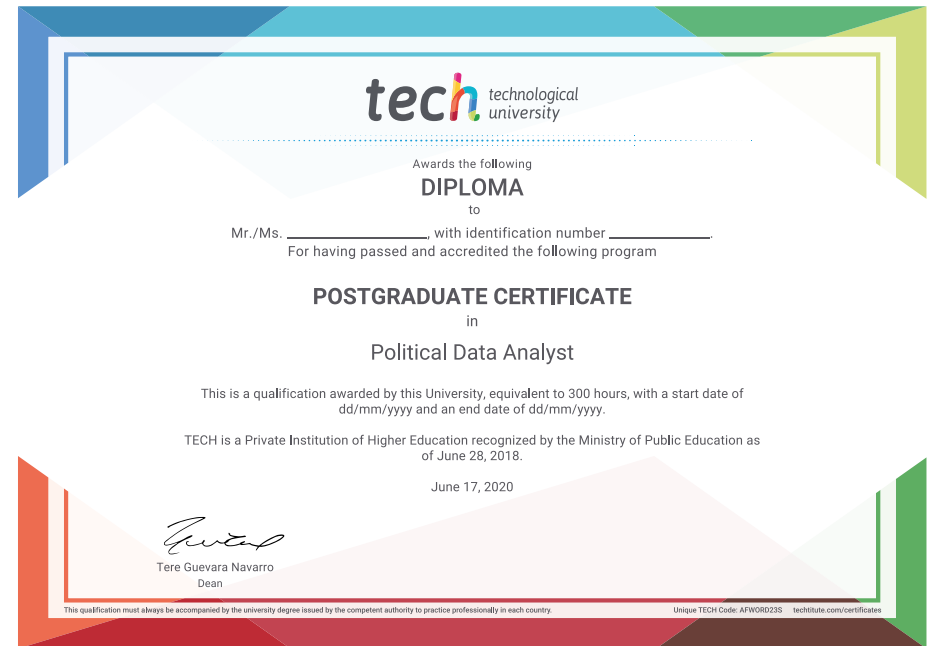 tech technological
university
Awards the following
DIPLOMA
to
Mr./Ms. ____________, with identification number ____________.
For having passed and accredited the following program
POSTGRADUATE CERTIFICATE
in
Political Data Analyst
This is a qualification awarded by this University, equivalent to 300 hours, with a start date of
dd/mm/yyyy and an end date of dd/mm/yyyy.
TECH is a Private Institution of Higher Education recognized by the Ministry of Public Education as
of June 28, 2018.
June 17, 2020
Tere Guevara Navarro
Dean
This qualification must always be accompanied by the university degree issued by the competent authority to practice professionally in each country.
Unique TECH Code: AFWORD23S techtitute.com/certificates